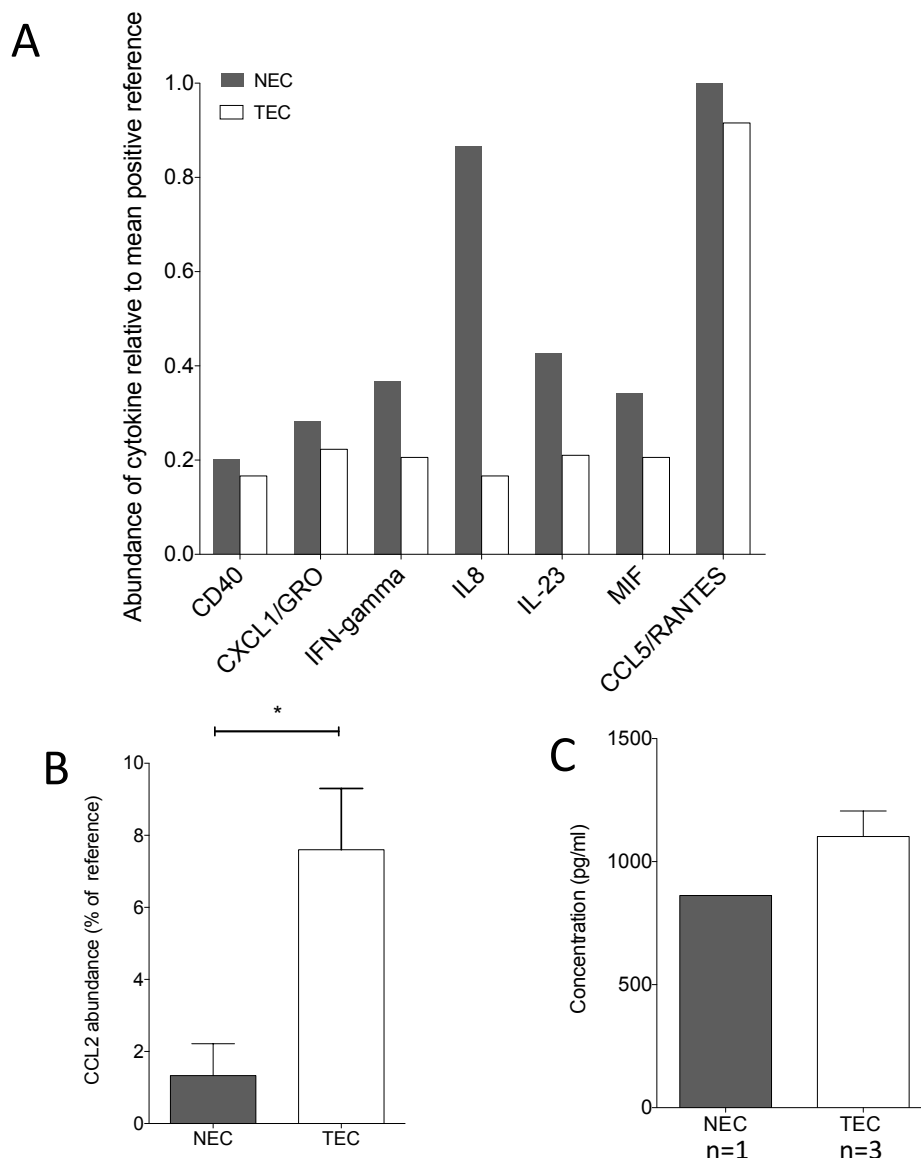 A
Abundance of cytokine relative to mean positive reference
NEC
TEC
1.0
0.8
0.6
0.4
0.2
0.0
CD40
CXCL1/GRO
IFN-gamma
IL8
IL-23
MIF
CCL5/RANTES
B
*
CCL2 abundance (% of reference)
10
8
6
4
2
0
NEC
TEC
C
Concentration (pg/ml)
1500
1000
500
0
NEC
TEC
n=1
n=3